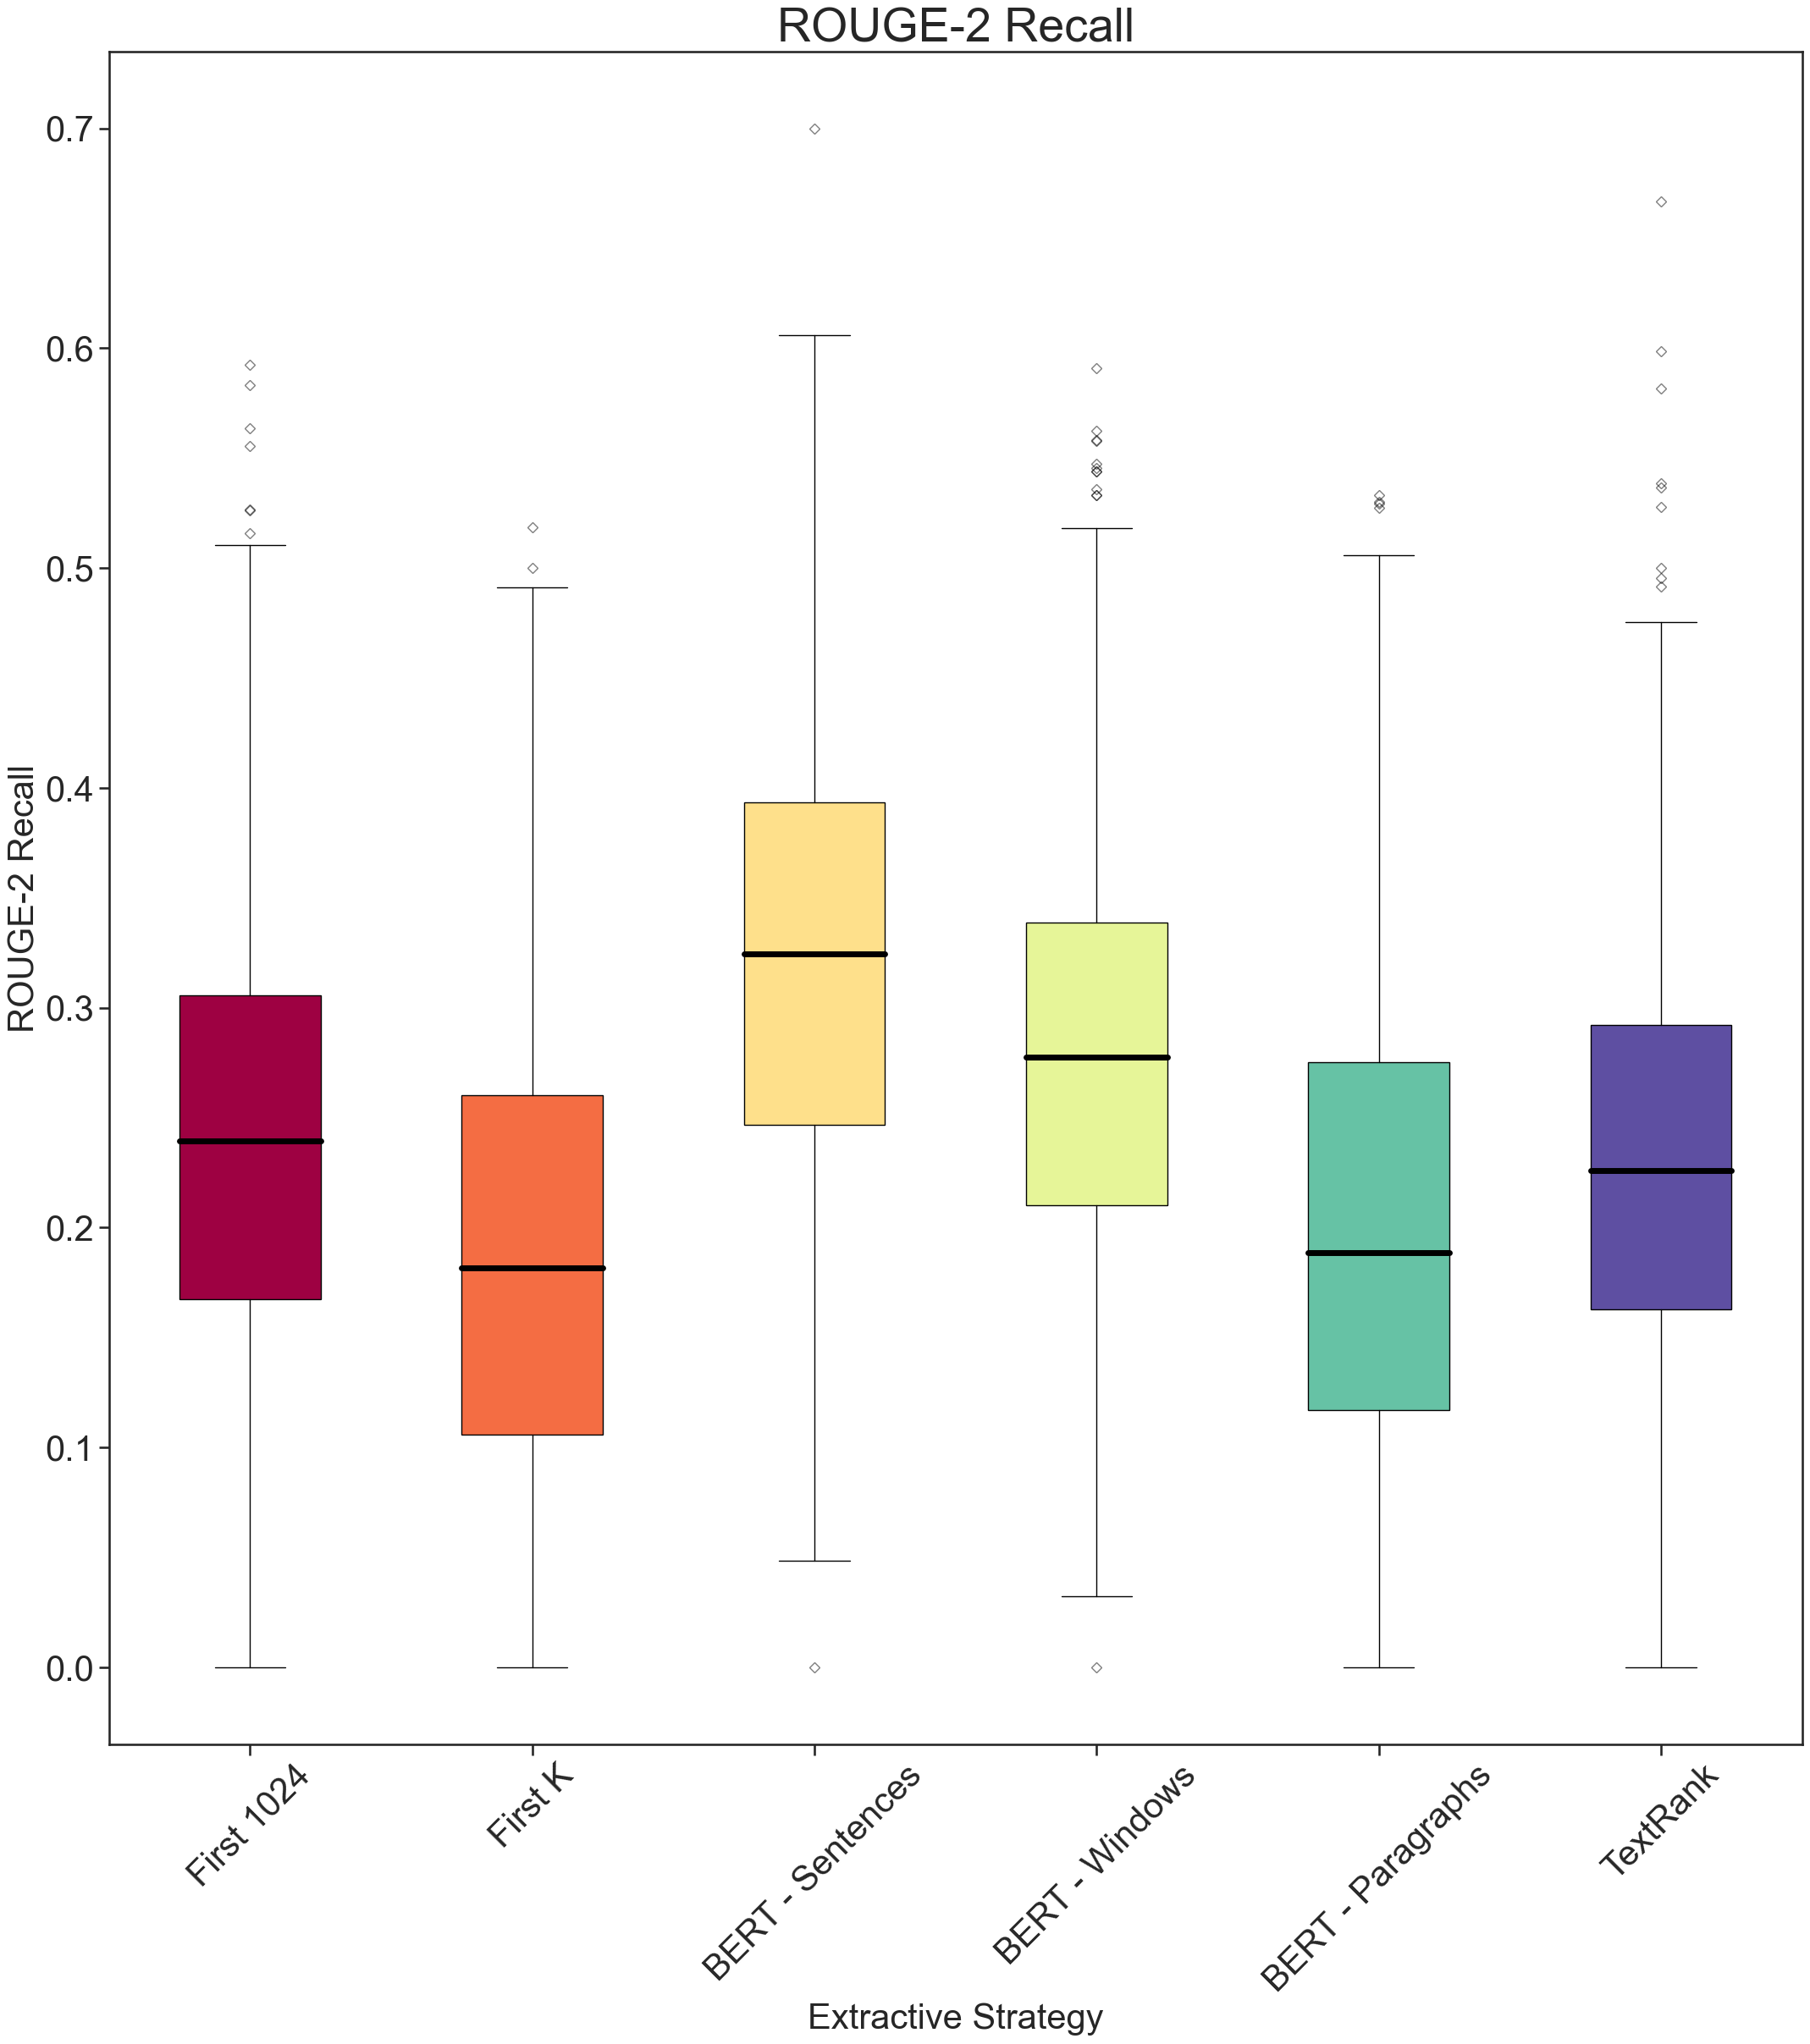 ROUGE-2 Recall
ROUGE-2 Recall
0.7
0.6
0.5
0.4
0.3
0.2
0.1
0.0
First 1024
First K
BERT - Sentences
BERT - Windows
BERT - Paragraphs
TextRank
Extractive Strategy